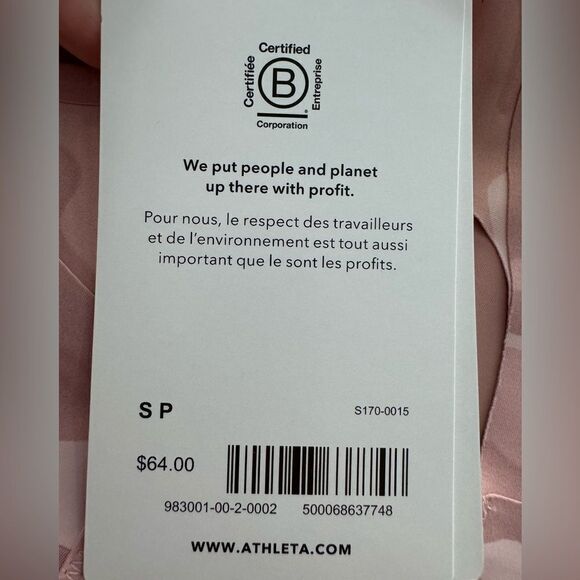 Certified
Certifiée
B
Entreprise
®
Corporation
We put people and planet
up there with profit.
Pour nous, le respect des travailleurs
et de l'environnement est tout aussi
important que le sont les profits.
S P
S170-0015
$64.00
983001-00-2-0002 500068637748
WWW.ATHLETA.COM